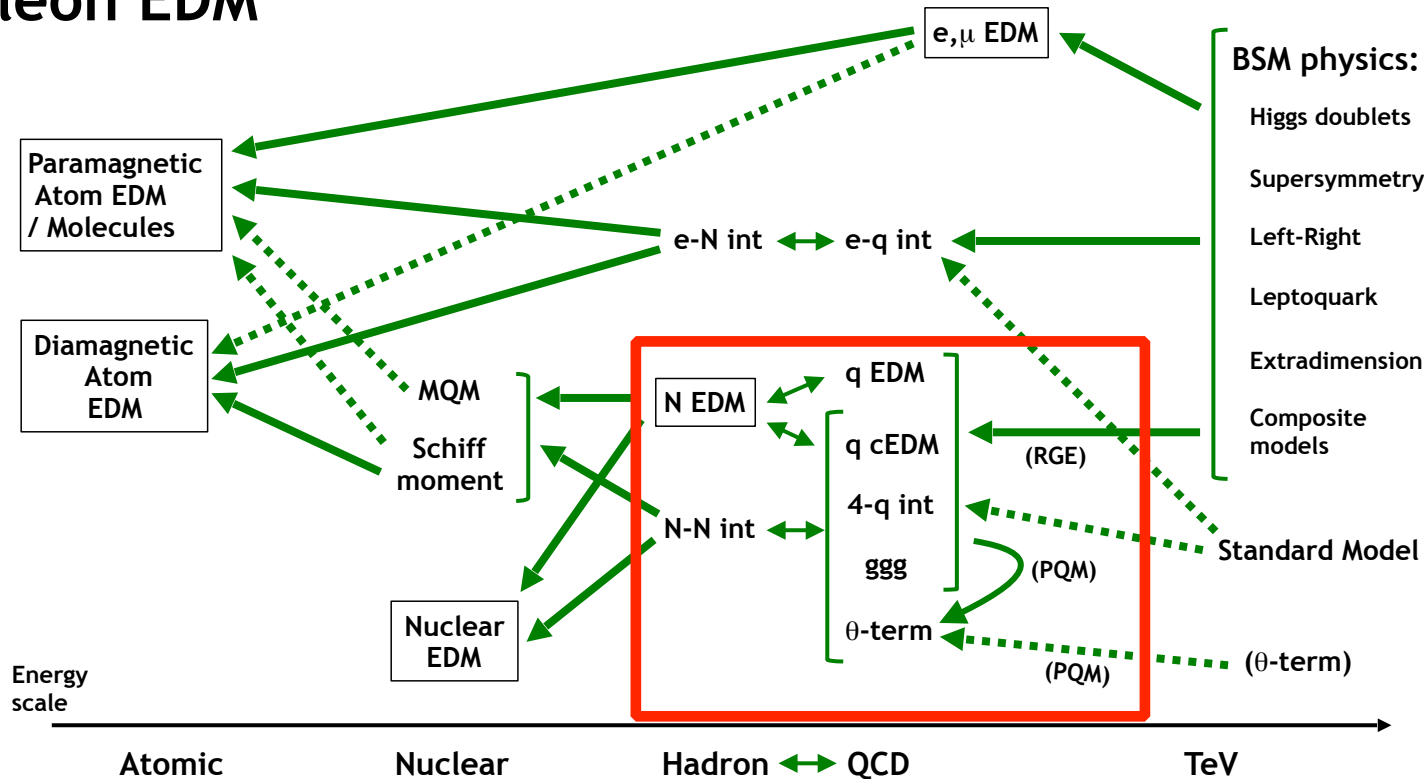 leon EDM
e,μ EDM
BSM physics:
Higgs doublets
Supersymmetry
Left-Right
Leptoquark
Extradimension
Composite
models
Paramagnetic
Atom EDM
/ Molecules
e-N int
e-q int
Diamagnetic
Atom
EDM
MQM
Schiff
moment
N EDM
q EDM
q cEDM
(RGE)
4-q int
N-N int
ggg
(PQM)
Standard Model
θ-term
(PQM)
(θ-term)
Nuclear
EDM
Energy
scale
Atomic
Nuclear
Hadron
QCD
TeV